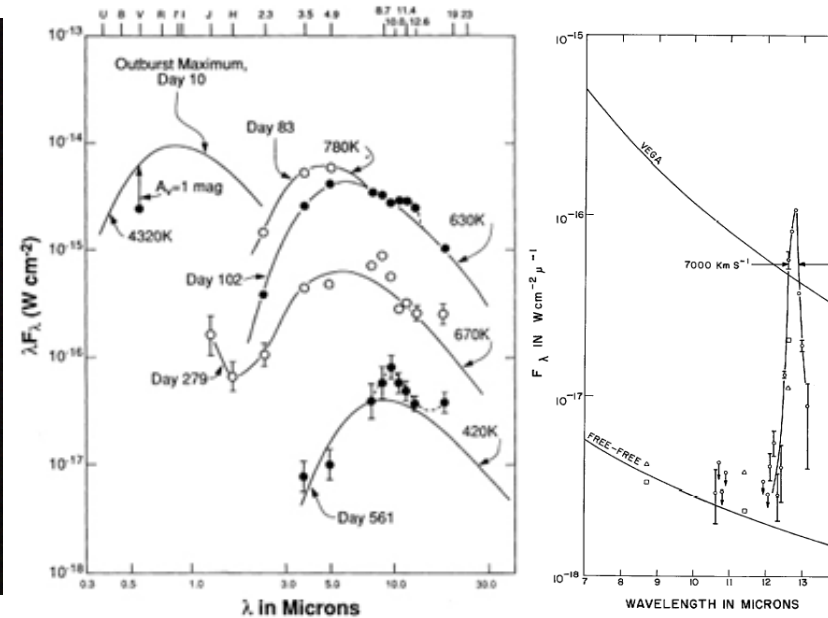 U B V R I J H 2.3 3.5 4.9 8.7 11.4 19 23
12.6
10⁻¹³
Outburst Maximum,
Day 10
Day 83
780K
10⁻¹⁴
Aᵥ=1 mag
4320K
630K
10⁻¹⁵
Day 102
670K
10⁻¹⁶
Day 279
420K
10⁻¹⁷
Day 561
10⁻¹⁸
λFλ (W cm⁻²)
0.3 0.5 1.0 3.0 5.0 10.0 30.0
λ in Microns
10⁻¹⁵
VEGA
10⁻¹⁶
7000 Km S⁻¹
F λ IN W cm⁻² μ⁻¹
10⁻¹⁷
FREE-FREE
10⁻¹⁸
7 8 9 10 11 12 13
WAVELENGTH IN MICRONS